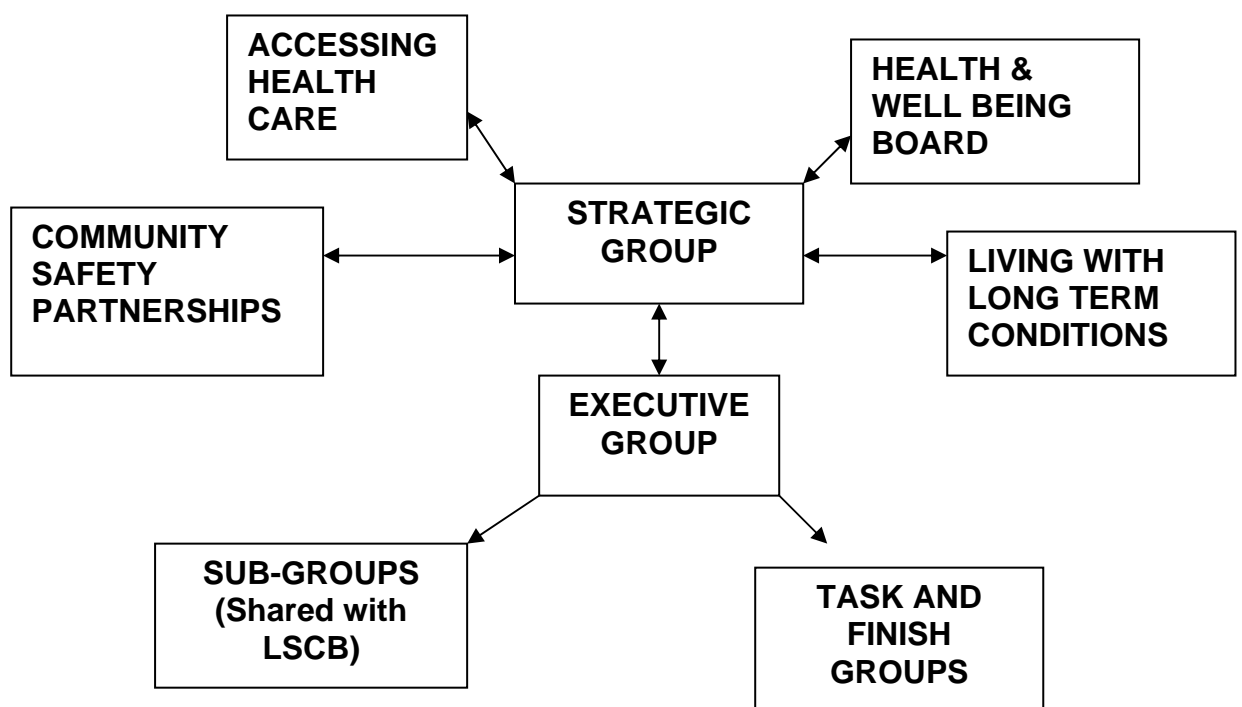 ACCESSING
HEALTH
CARE
HEALTH &
WELL BEING
BOARD
COMMUNITY
SAFETY
PARTNERSHIPS
STRATEGIC
GROUP
LIVING WITH
LONG TERM
CONDITIONS
EXECUTIVE
GROUP
SUB-GROUPS
(Shared with
LSCB)
TASK AND
FINISH
GROUPS